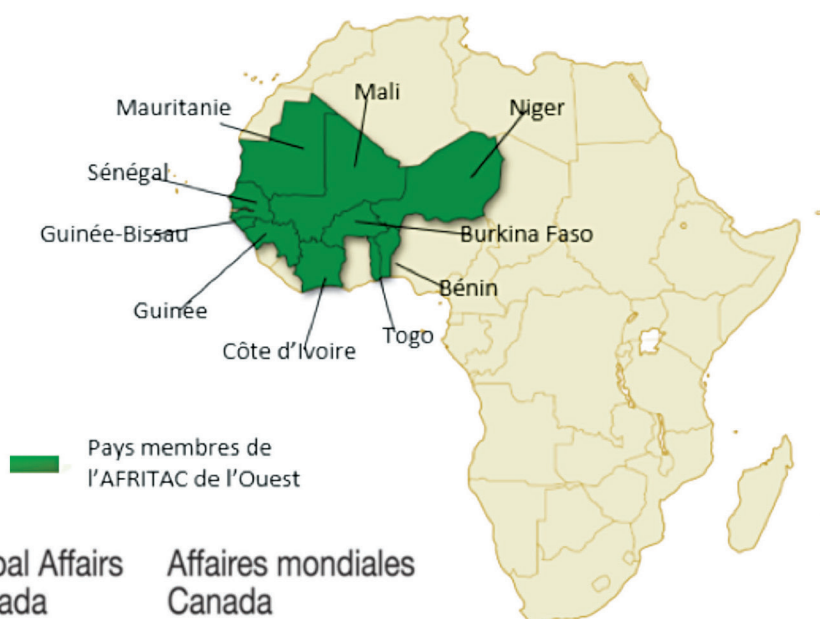 Mali
Mauritanie
Niger
Sénégal
Guinée-Bissau
Burkina Faso
Bénin
Guinée
Togo
Côte d'Ivoire
Pays membres de
l'AFRITAC de l'Ouest
Affairs
Affaires mondiales
Canada